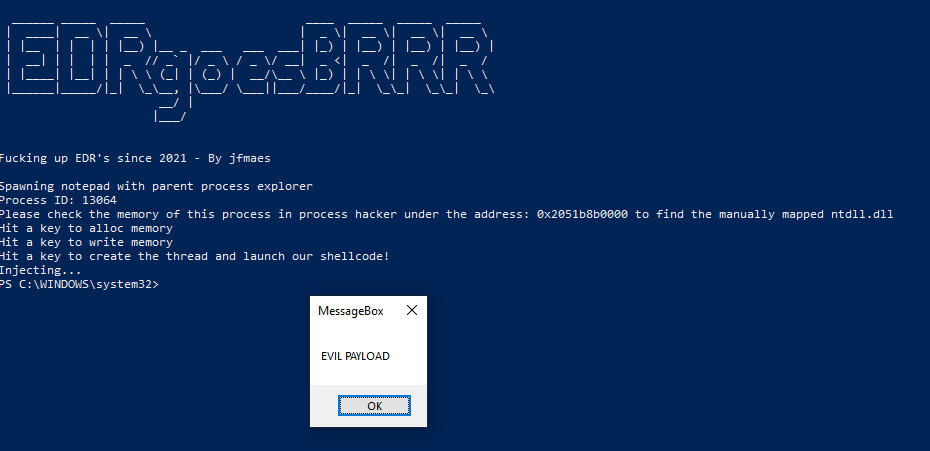 EDRgoesBRRR
Fucking up EDR's since 2021 - By jfmaes
Spawning notepad with parent process explorer
Process ID: 13064
Please check the memory of this process in process hacker under the address: 0x2051b8b0000 to find the manually mapped ntdll.dll
Hit a key to alloc memory
Hit a key to write memory
Hit a key to create the thread and launch our shellcode!
Injecting...
PS C:\WINDOWS\system32>
MessageBox
EVIL PAYLOAD
OK